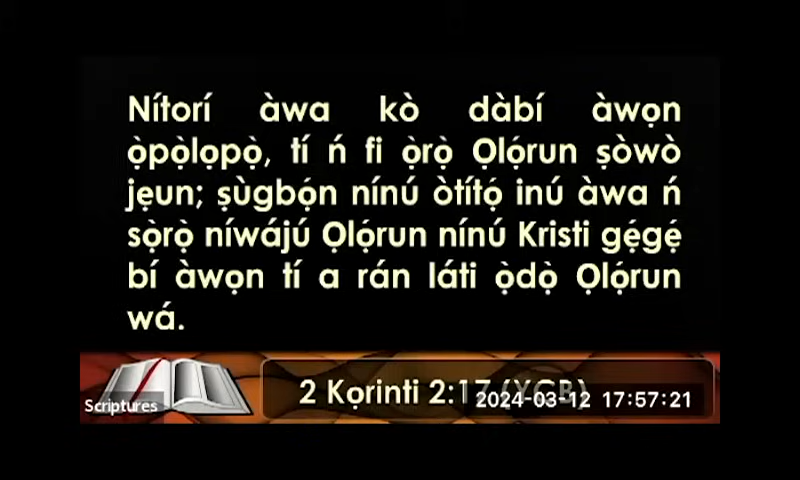 Nítorí àwa kò dàbí àwọn
ọ̀pọ̀lọpọ̀, tí ń fi ọ̀rọ̀ Ọlọ́run ṣòwò
jẹun; ṣùgbọ́n nínú òtítọ́ inú àwa ń
sọ̀rọ̀ níwájú Ọlọ́run nínú Kristi gẹ́gẹ́
bí àwọn tí a rán láti ọ̀dọ̀ Ọlọ́run
wá.
Scriptures
2 Kọrinti 2:17 (YCB)
2024-03-12 17:57:21